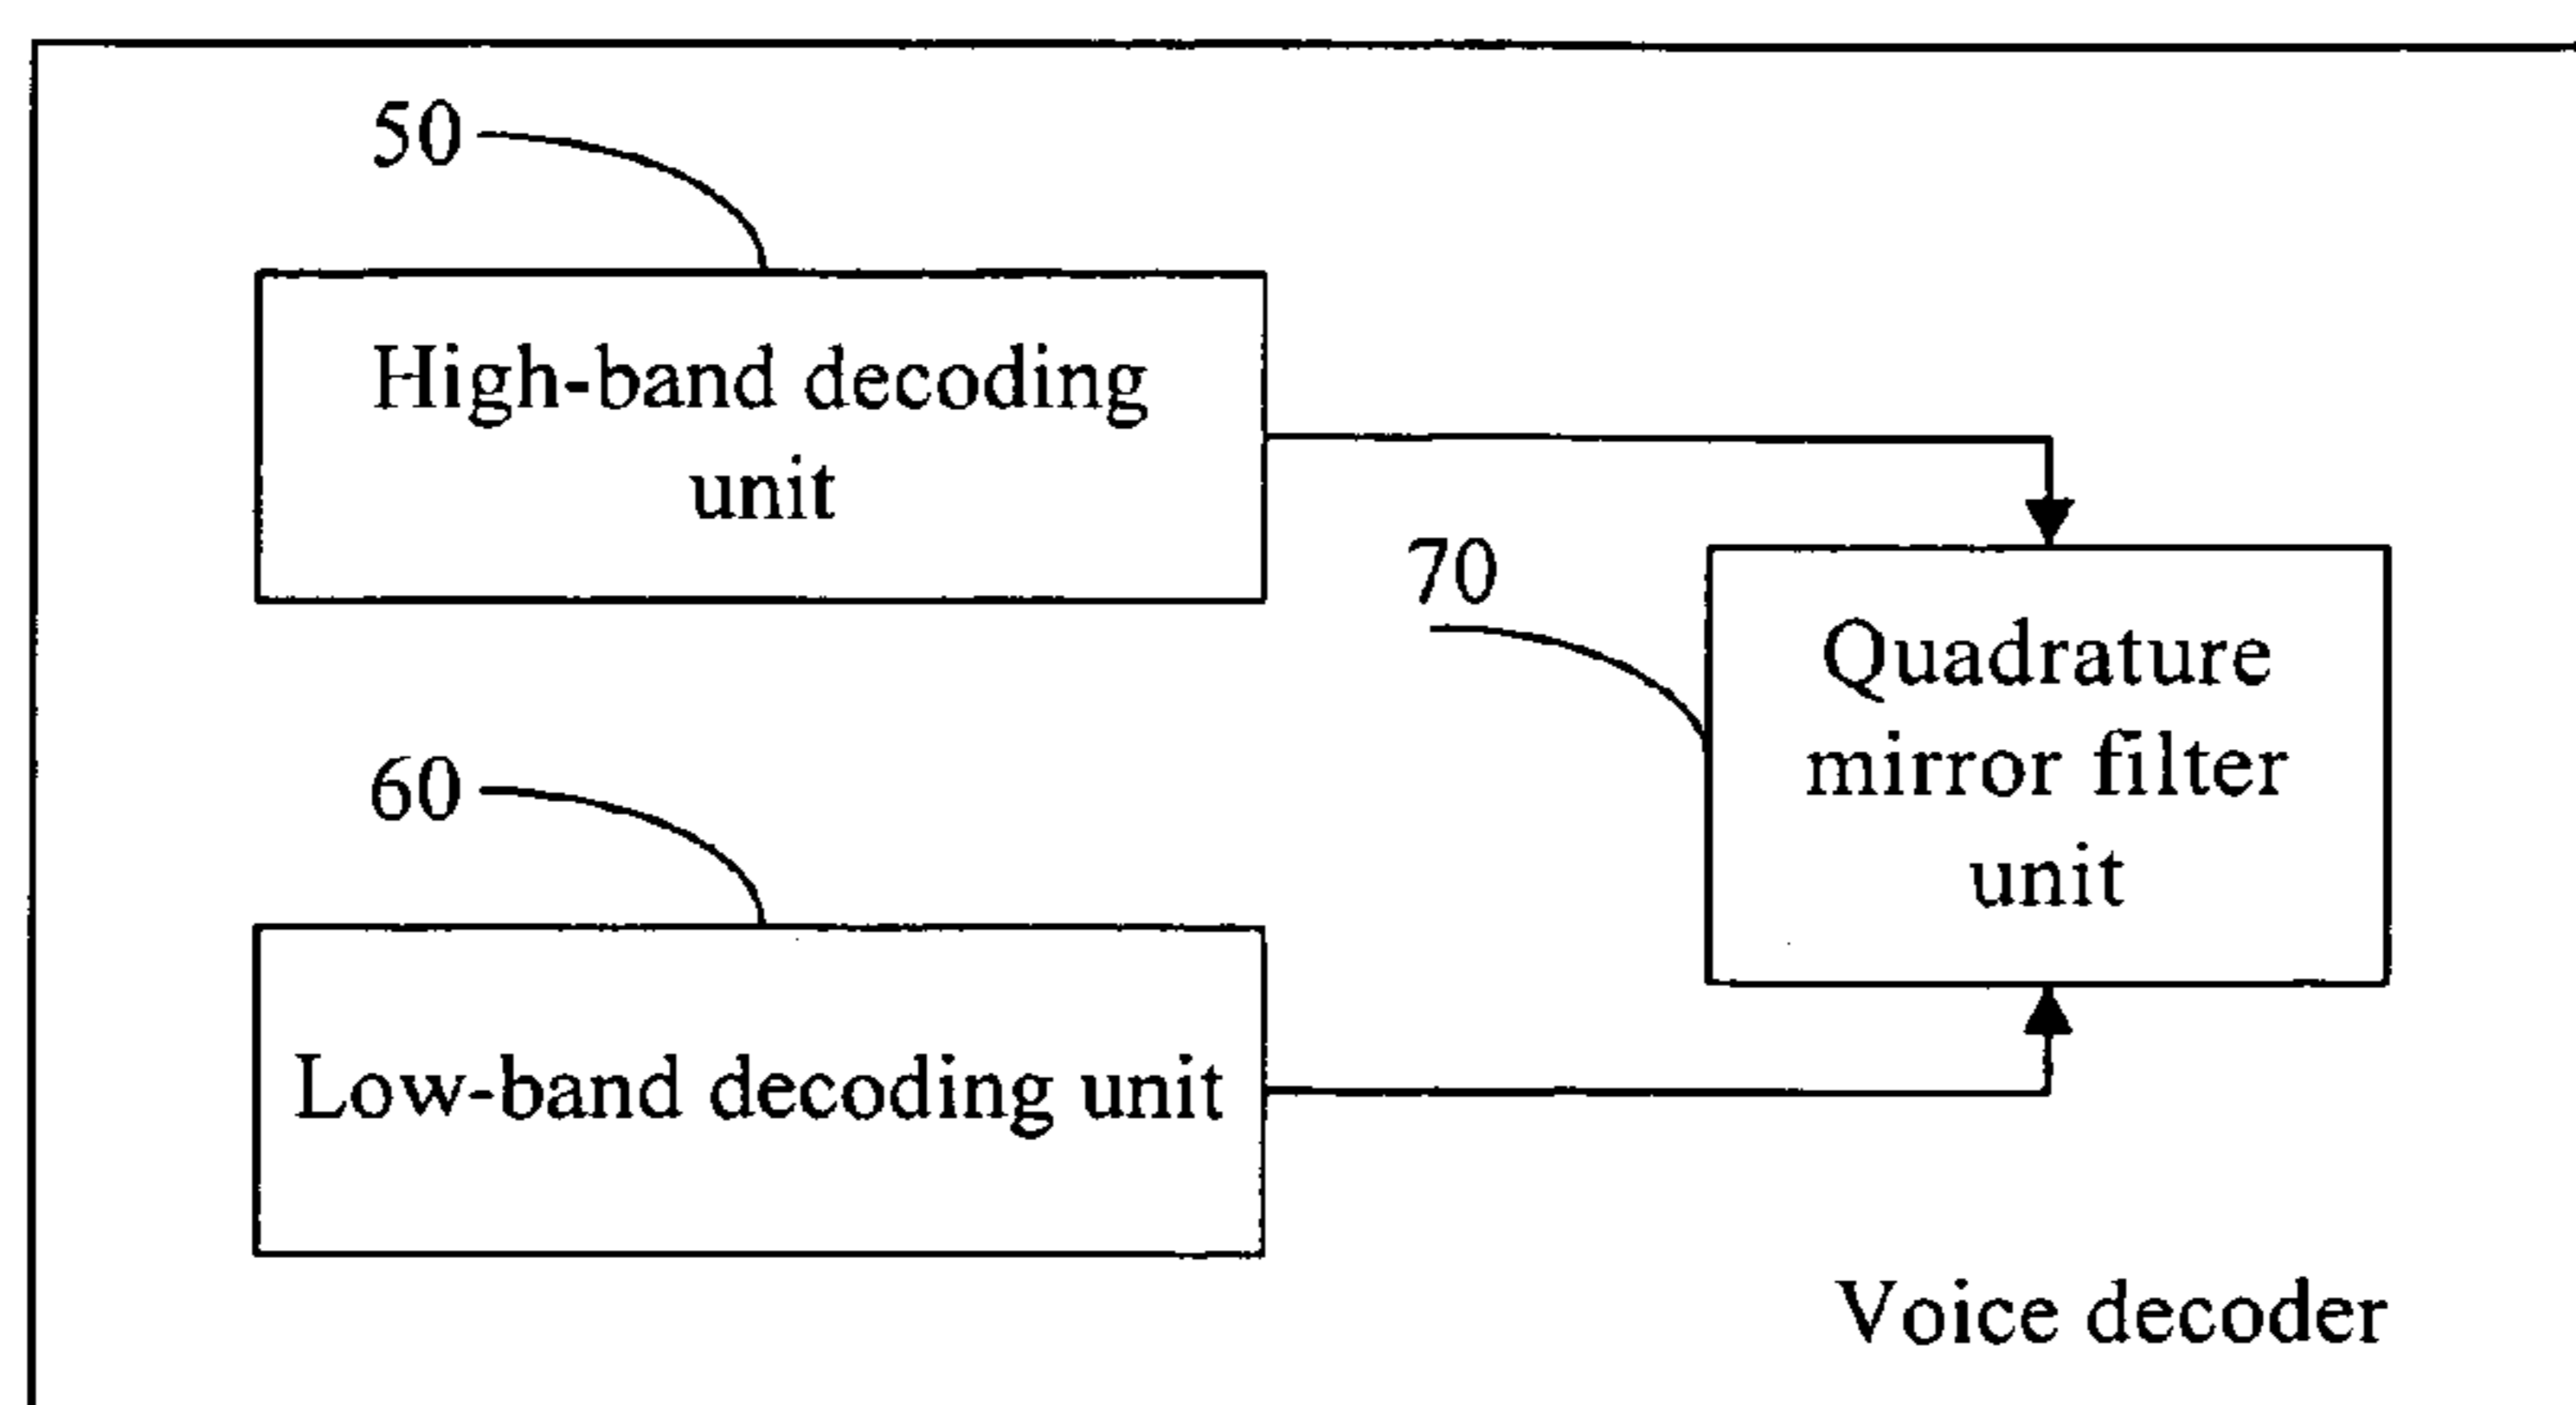 50
High-band decoding
unit
70
Quadrature
mirror filter
unit
60
Low-band decoding unit
Voice decoder